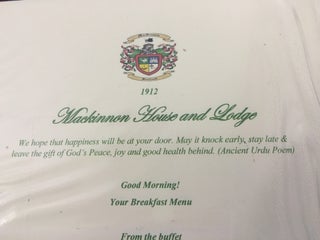 1912
Mackinnon House and Lodge
We hope that happiness will be at your door. May it knock early, stay late &
leave the gift of God's Peace, joy and good health behind. (Ancient Urdu Poem)
Good Morning!
Your Breakfast Menu
From the buffet